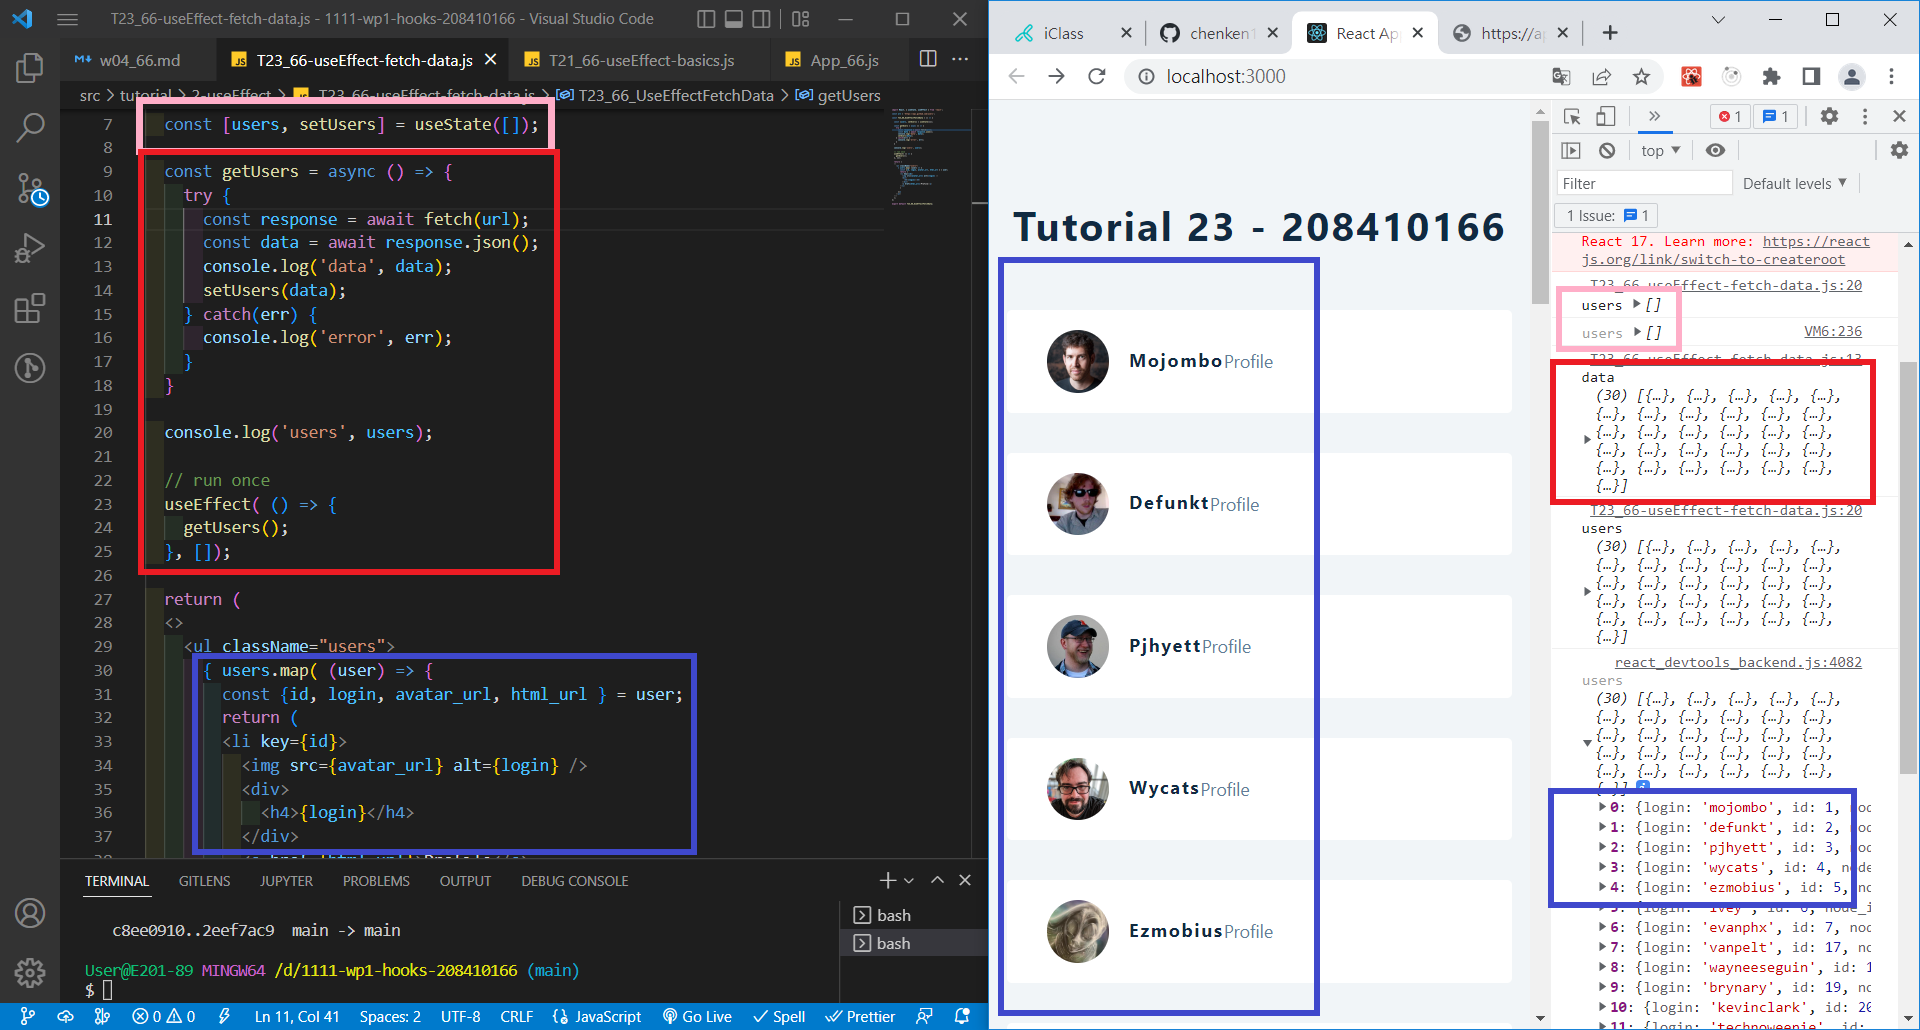 T23_66-useEffect-fetch-data.js - 1111-wp1-hooks-208410166 - Visual Studio Code
w04_66.md
T23_66-useEffect-fetch-data.js
T21_66-useEffect-basics.js
App_66.js
src > tutorial > 2-useEffect > T23_66-useEffect-fetch-data.js > T23_66_UseEffectFetchData > getUsers
7 const [users, setUsers] = useState([]);
8
9 const getUsers = async () => {
10 try {
11 const response = await fetch(url);
12 const data = await response.json();
13 console.log('data', data);
14 setUsers(data);
15 } catch(err) {
16 console.log('error', err);
17 }
18 }
19
20 console.log('users', users);
21
22 // run once
23 useEffect( () => {
24 getUsers();
25 }, []);
26
27 return (
28 <>
29 <ul className="users">
30 { users.map( (user) => {
31 const {id, login, avatar_url, html_url } = user;
32 return (
33 <li key={id}>
34 <img src={avatar_url} alt={login} />
35 <div>
36 <h4>{login}</h4>
37 </div>
TERMINAL GITLENS JUPYTER PROBLEMS OUTPUT DEBUG CONSOLE
c8ee0910..2eef7ac9 main -> main
User@E201-89 MINGW64 /d/1111-wp1-hooks-208410166 (main)
$
bash
bash
0 0 Ln 11, Col 41 Spaces: 2 UTF-8 CRLF JavaScript Go Live Spell Prettier
iClass
chenken1
React App
https://ap
localhost:3000
Tutorial 23 - 208410166
Mojombo Profile
Defunkt Profile
Pjhyett Profile
Wycats Profile
Ezmobius Profile
1 1
top
Filter Default levels
1 Issue: 1
React 17. Learn more: https://react
js.org/link/switch-to-createroot
T23_66-useEffect-fetch-data.js:20
users []
users [] VM6:236
T23_66-useEffect-fetch-data.js:13
data
(30) [{…}, {…}, {…}, {…}, {…},
{…}, {…}, {…}, {…}, {…}, {…},
{…}, {…}, {…}, {…}, {…}, {…},
{…}, {…}, {…}, {…}, {…}, {…},
{…}, {…}, {…}, {…}, {…}, {…},
{…}]
T23_66-useEffect-fetch-data.js:20
users
(30) [{…}, {…}, {…}, {…}, {…},
{…}, {…}, {…}, {…}, {…}, {…},
{…}, {…}, {…}, {…}, {…}, {…},
{…}, {…}, {…}, {…}, {…}, {…},
{…}, {…}, {…}, {…}, {…}, {…},
{…}]
react_devtools_backend.js:4082
users
(30) [{…}, {…}, {…}, {…}, {…},
{…}, {…}, {…}, {…}, {…}, {…},
{…}, {…}, {…}, {…}, {…}, {…},
{…}, {…}, {…}, {…}, {…}, {…},
{…}, {…}, {…}, {…}, {…}, {…},
{…}]
0: {login: 'mojombo', id: 1, nod
1: {login: 'defunkt', id: 2, nod
2: {login: 'pjhyett', id: 3, nod
3: {login: 'wycats', id: 4, node
4: {login: 'ezmobius', id: 5, no
5: {login: 'ivey', id: 6, node_i
6: {login: 'evanphx', id: 7, nod
7: {login: 'vanpelt', id: 17, no
8: {login: 'wayneeseguin', id: 1
9: {login: 'brynary', id: 19, no
10: {login: 'kevinclark', id: 20
11: {login: 'technoweenie', id: